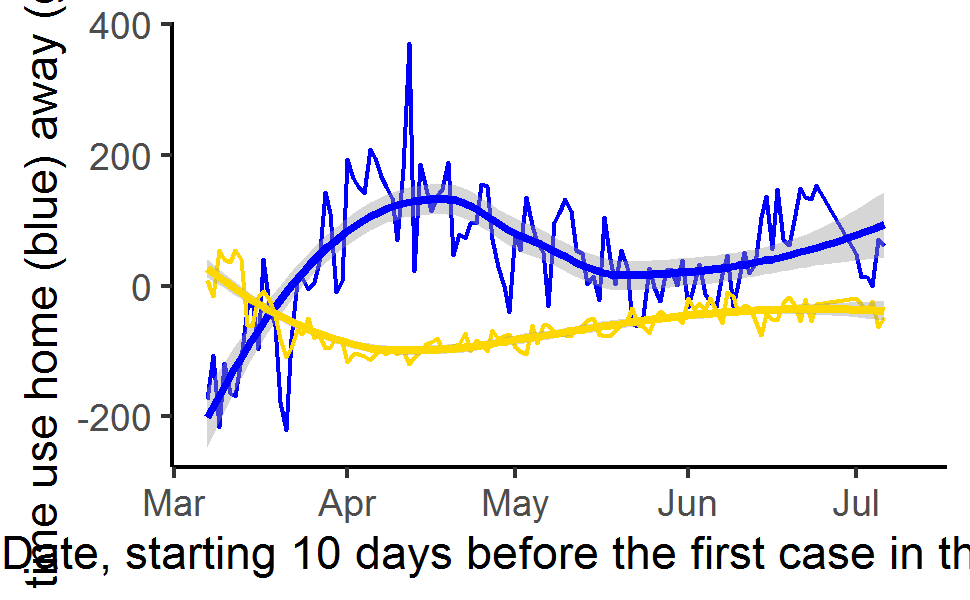 time use home (blue) away (
400
200
0
-200
Mar Apr May Jun Jul
Date, starting 10 days before the first case in th